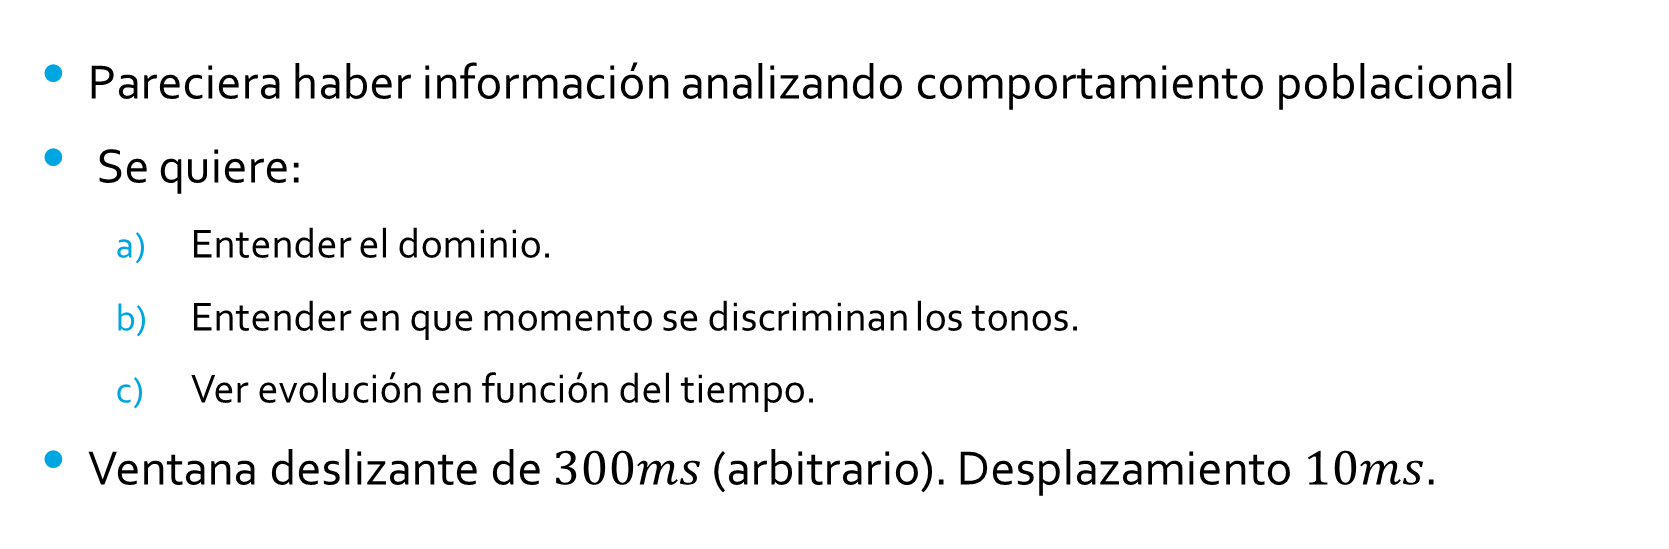 • Pareciera haber información analizando comportamiento poblacional
• Se quiere:
a) Entender el dominio.
b) Entender en que momento se discriminan los tonos.
c) Ver evolución en función del tiempo.
• Ventana deslizante de 300ms (arbitrario). Desplazamiento 10ms.